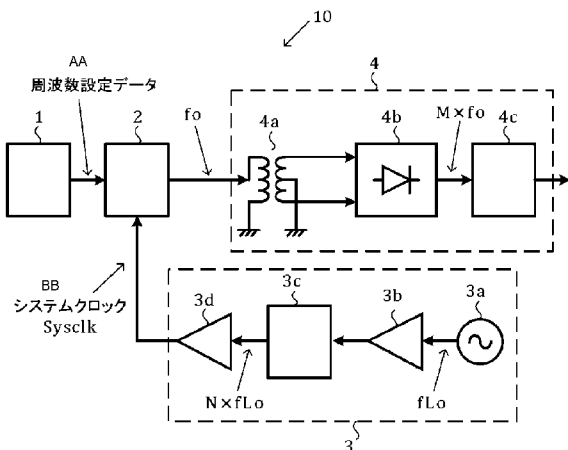 10
AA
周波数設定データ
1
2
fo
4
4a
4b
M×fo
4c
BB
システムクロック
Sysclk
3d
3c
3b
3a
N×fLo
fLo
3